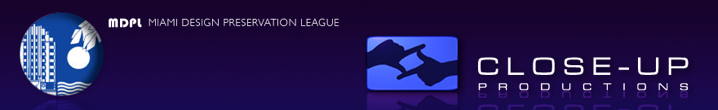 MDPL MIAMI DESIGN PRESERVATION LEAGUE
CLOSE-UP
PRODUCTIONS